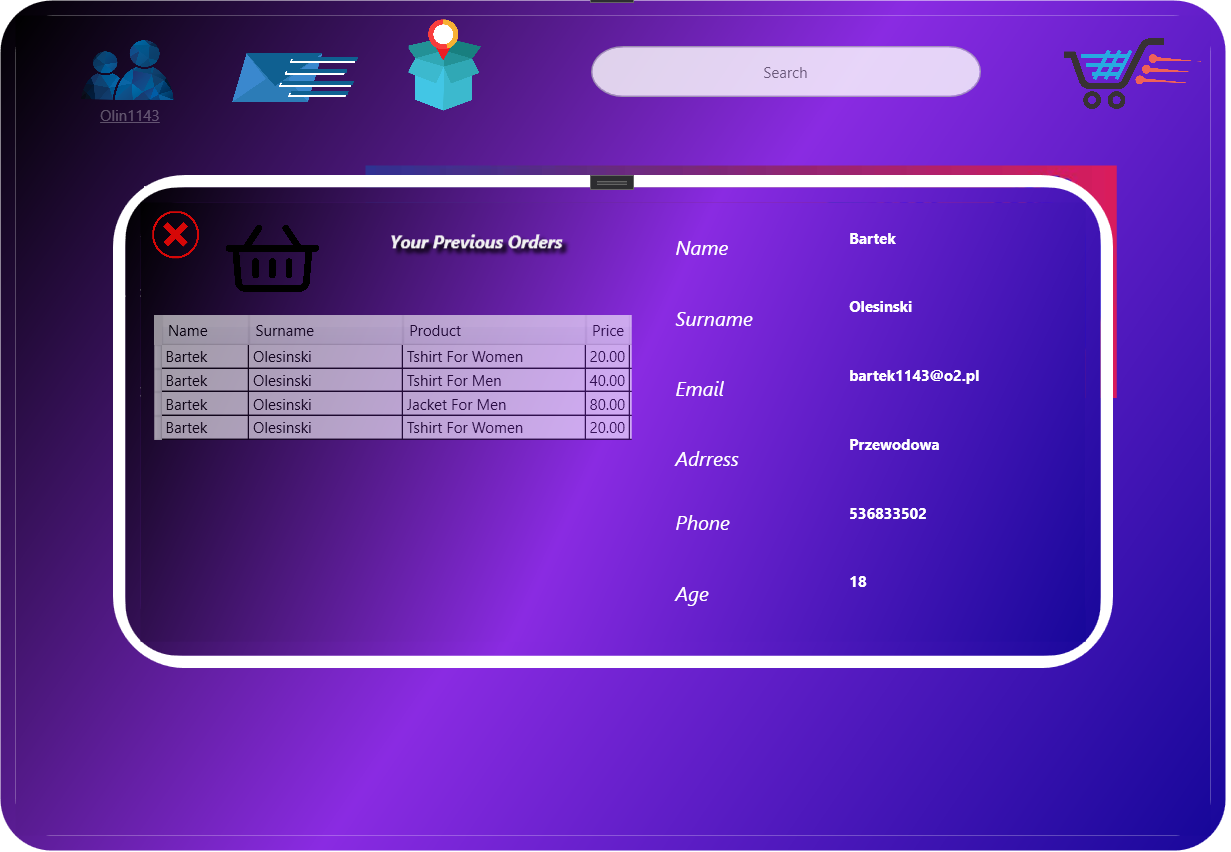 Olin1143
Search
Your Previous Orders
Name Surname Product Price
Bartek Olesinski Tshirt For Women 20.00
Bartek Olesinski Tshirt For Men 40.00
Bartek Olesinski Jacket For Men 80.00
Bartek Olesinski Tshirt For Women 20.00
Name Bartek
Surname Olesinski
Email bartek1143@o2.pl
Adrress Przewodowa
Phone 536833502
Age 18